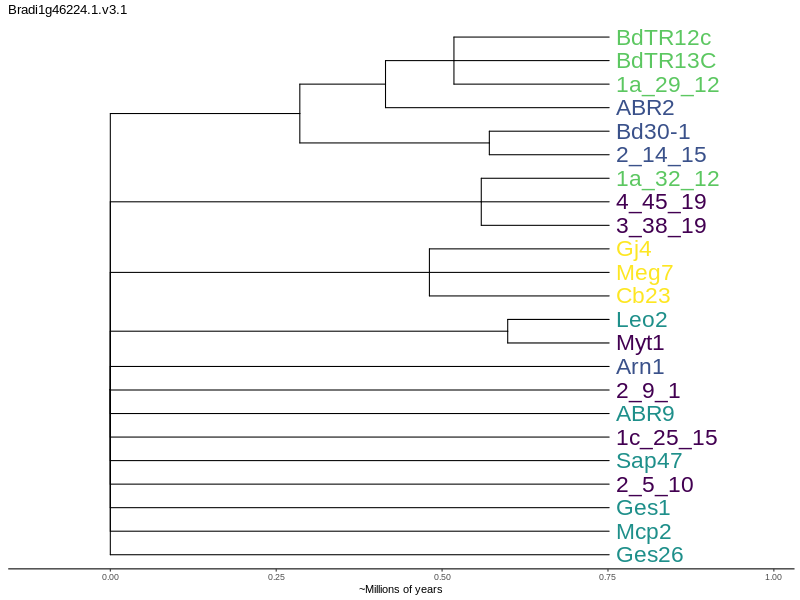 Bradi1g46224.1.v3.1
BdTR12c
BdTR13C
1a_29_12
ABR2
Bd30-1
2_14_15
1a_32_12
4_45_19
3_38_19
Gj4
Meg7
Cb23
Leo2
Myt1
Arn1
2_9_1
ABR9
1c_25_15
Sap47
2_5_10
Ges1
Mcp2
Ges26
0.00 0.25 0.50 0.75 1.00
~Millions of years